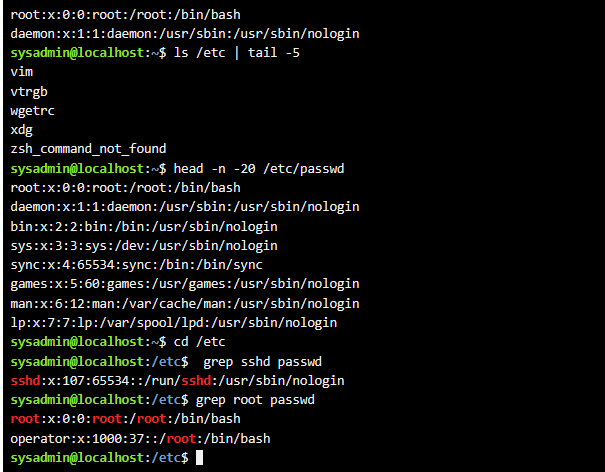 root:x:0:0:root:/root:/bin/bash
daemon:x:1:1:daemon:/usr/sbin:/usr/sbin/nologin
sysadmin@localhost:~$ ls /etc | tail -5
vim
vtrgb
wgetrc
xdg
zsh_command_not_found
sysadmin@localhost:~$ head -n -20 /etc/passwd
root:x:0:0:root:/root:/bin/bash
daemon:x:1:1:daemon:/usr/sbin:/usr/sbin/nologin
bin:x:2:2:bin:/bin:/usr/sbin/nologin
sys:x:3:3:sys:/dev:/usr/sbin/nologin
sync:x:4:65534:sync:/bin:/bin/sync
games:x:5:60:games:/usr/games:/usr/sbin/nologin
man:x:6:12:man:/var/cache/man:/usr/sbin/nologin
lp:x:7:7:lp:/var/spool/lpd:/usr/sbin/nologin
sysadmin@localhost:~$ cd /etc
sysadmin@localhost:/etc$  grep sshd passwd
sshd:x:107:65534::/run/sshd:/usr/sbin/nologin
sysadmin@localhost:/etc$ grep root passwd
root:x:0:0:root:/root:/bin/bash
operator:x:1000:37::/root:/bin/bash
sysadmin@localhost:/etc$